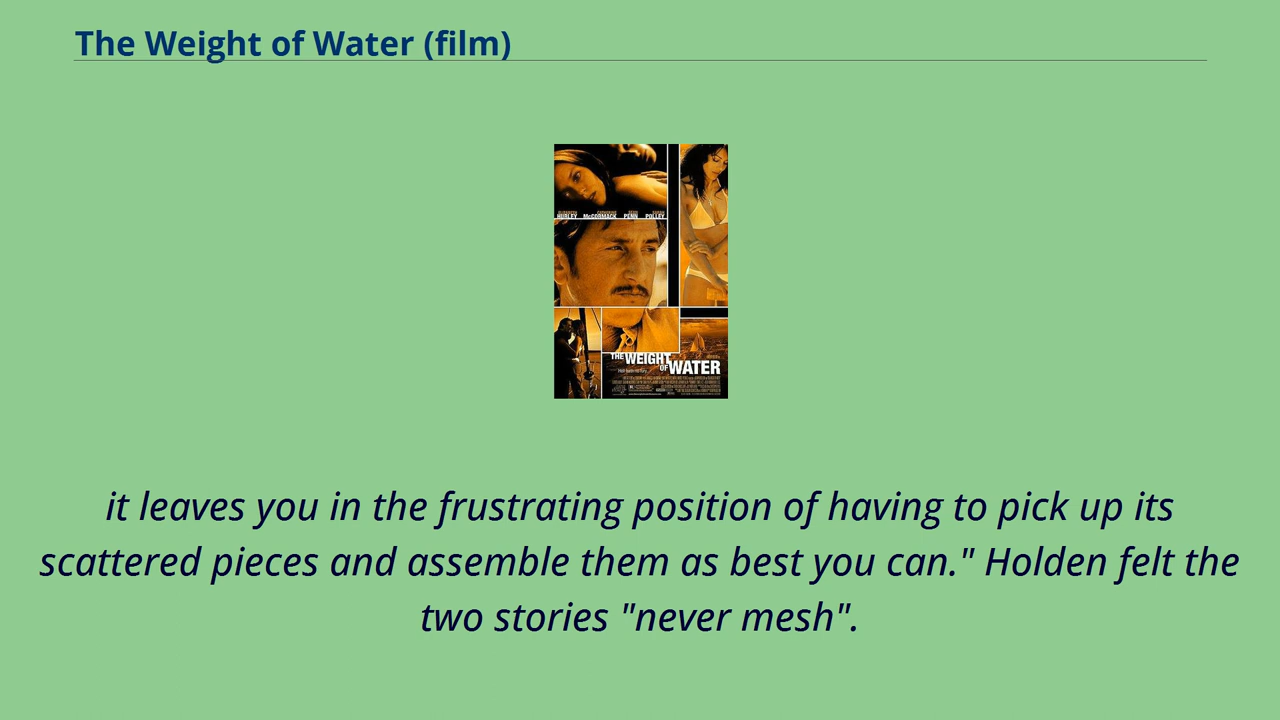 The Weight of Water (film)
HURLEY McCORMACK PENN POLLEY
THE WEIGHT
OF WATER
it leaves you in the frustrating position of having to pick up its
scattered pieces and assemble them as best you can." Holden felt the
two stories "never mesh".